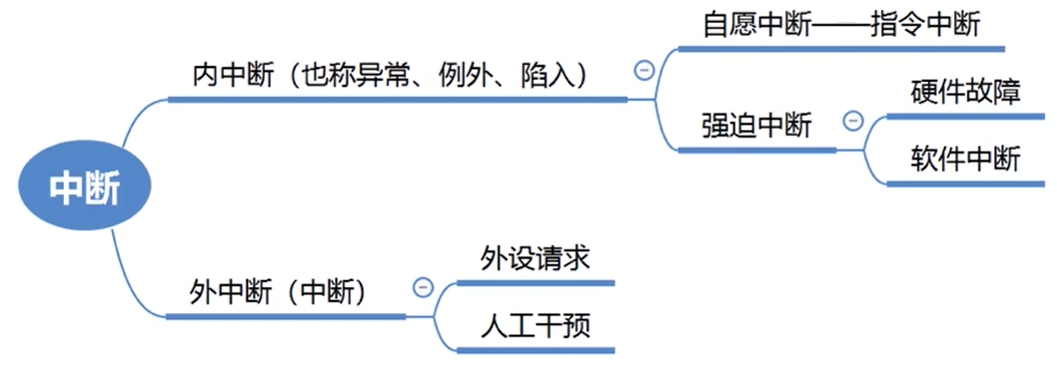 中断
内中断（也称异常、例外、陷入）
自愿中断——指令中断
强迫中断
硬件故障
软件中断
外中断（中断）
外设请求
人工干预